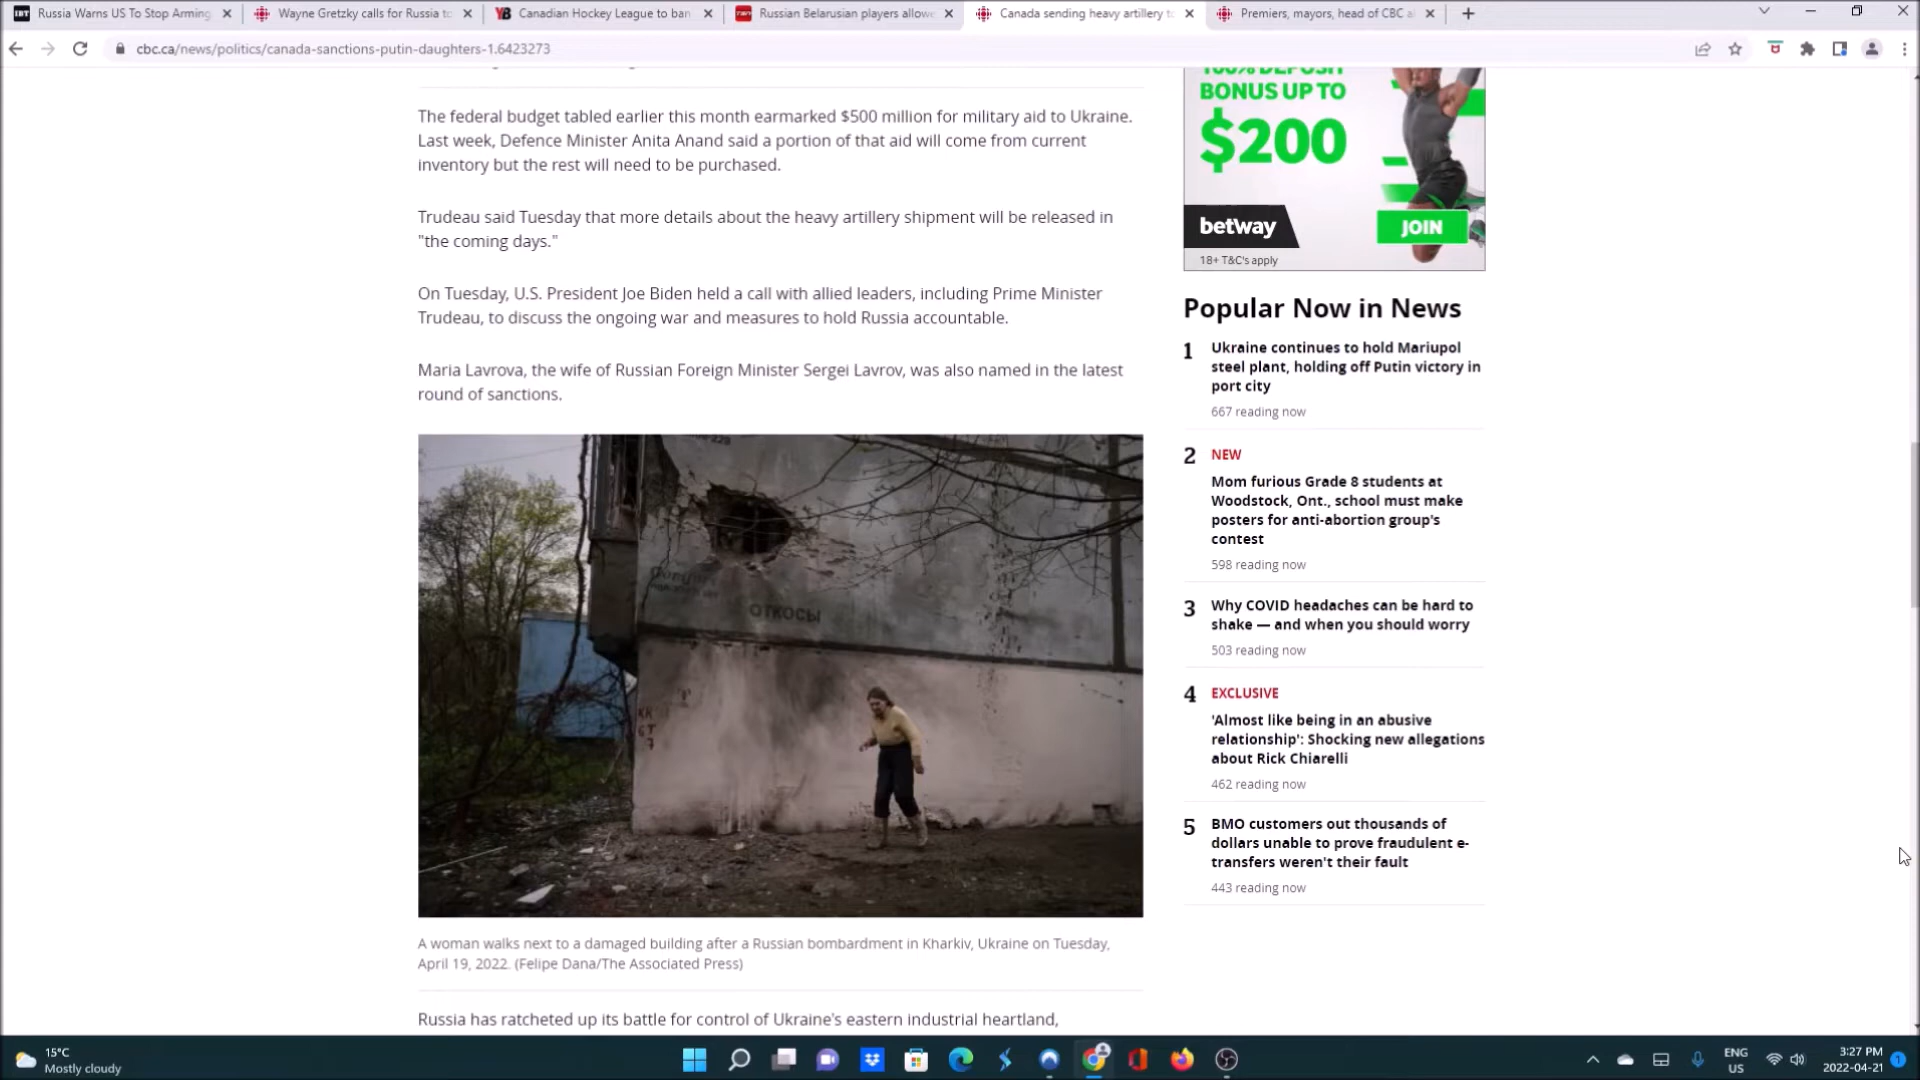 Russia Warns US To Stop Arming
Wayne Gretzky calls for Russia to
Canadian Hockey League to ban
Russian Belarusian players allowe
Canada sending heavy artillery to
Premiers, mayors, head of CBC a
cbc.ca/news/politics/canada-sanctions-putin-daughters-1.6423273
The federal budget tabled earlier this month earmarked $500 million for military aid to Ukraine.
Last week, Defence Minister Anita Anand said a portion of that aid will come from current
inventory but the rest will need to be purchased.
Trudeau said Tuesday that more details about the heavy artillery shipment will be released in
"the coming days."
On Tuesday, U.S. President Joe Biden held a call with allied leaders, including Prime Minister
Trudeau, to discuss the ongoing war and measures to hold Russia accountable.
Maria Lavrova, the wife of Russian Foreign Minister Sergei Lavrov, was also named in the latest
round of sanctions.
ОТКОСЫ
A woman walks next to a damaged building after a Russian bombardment in Kharkiv, Ukraine on Tuesday,
April 19, 2022. (Felipe Dana/The Associated Press)
Russia has ratcheted up its battle for control of Ukraine's eastern industrial heartland,
100% DEPOSIT
BONUS UP TO
$200
betway
JOIN
18+ T&C's apply
Popular Now in News
1
Ukraine continues to hold Mariupol
steel plant, holding off Putin victory in
port city
667 reading now
2
NEW
Mom furious Grade 8 students at
Woodstock, Ont., school must make
posters for anti-abortion group's
contest
598 reading now
3
Why COVID headaches can be hard to
shake — and when you should worry
503 reading now
4
EXCLUSIVE
'Almost like being in an abusive
relationship': Shocking new allegations
about Rick Chiarelli
462 reading now
5
BMO customers out thousands of
dollars unable to prove fraudulent e-
transfers weren't their fault
443 reading now
15°C
Mostly cloudy
ENG
US
3:27 PM
2022-04-21
1